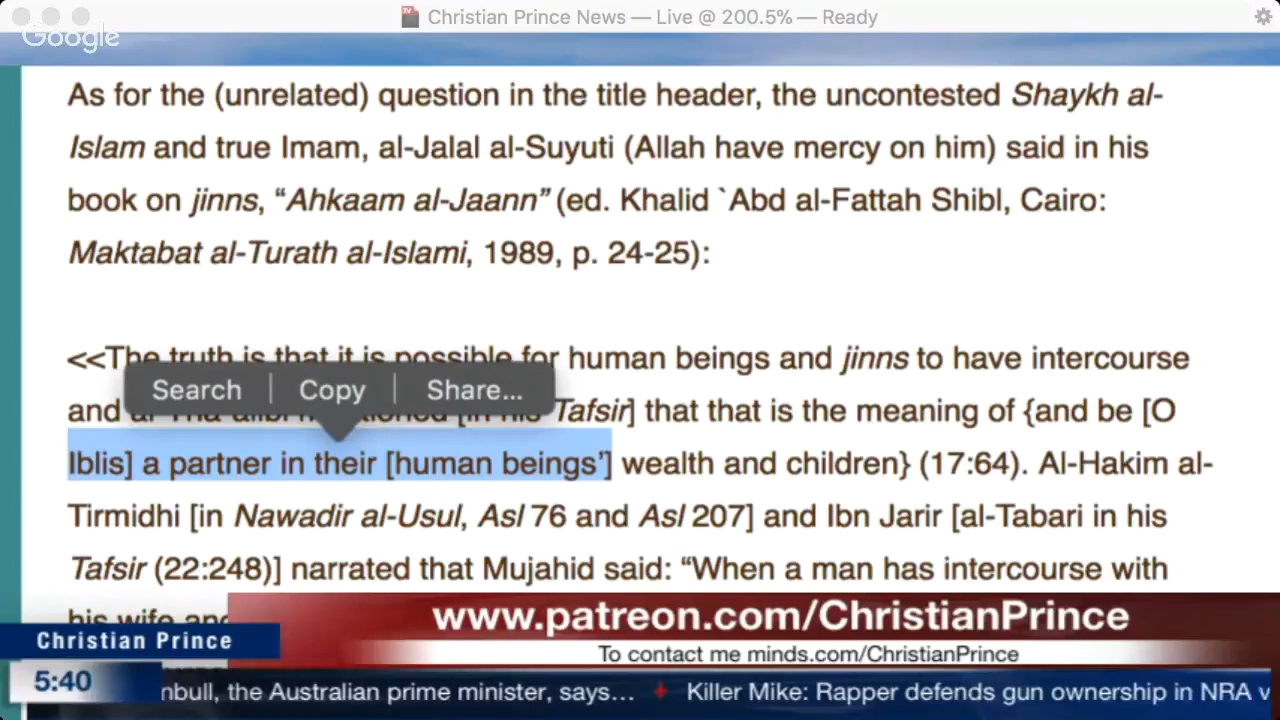 Christian Prince News — Live @ 200.5% — Ready
Google
As for the (unrelated) question in the title header, the uncontested Shaykh al-
Islam and true Imam, al-Jalal al-Suyuti (Allah have mercy on him) said in his
book on jinns, “Ahkaam al-Jaann” (ed. Khalid `Abd al-Fattah Shibl, Cairo:
Maktabat al-Turath al-Islami, 1989, p. 24-25):
<<The truth is that it is possible for human beings and jinns to have intercourse
Search Copy Share...
and Tafsir] that that is the meaning of {and be [O
Iblis] a partner in their [human beings’] wealth and children} (17:64). Al-Hakim al-
Tirmidhi [in Nawadir al-Usul, Asl 76 and Asl 207] and Ibn Jarir [al-Tabari in his
Tafsir (22:248)] narrated that Mujahid said: “When a man has intercourse with
his wife and
www.patreon.com/ChristianPrince
Christian Prince
To contact me minds.com/ChristianPrince
5:40
nbull, the Australian prime minister, says... Killer Mike: Rapper defends gun ownership in NRA v